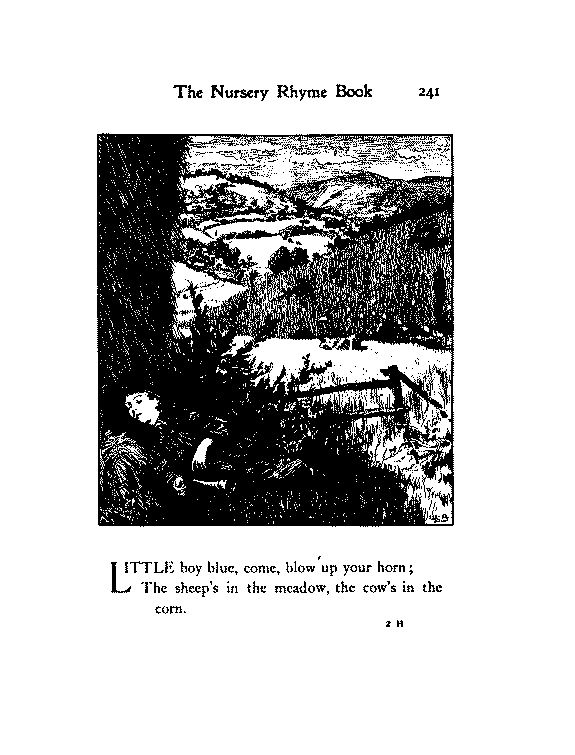 The Nursery Rhyme Book 241
LSB
LITTLE boy blue, come, blow up your horn;
The sheep's in the meadow, the cow's in the
corn.
2 H